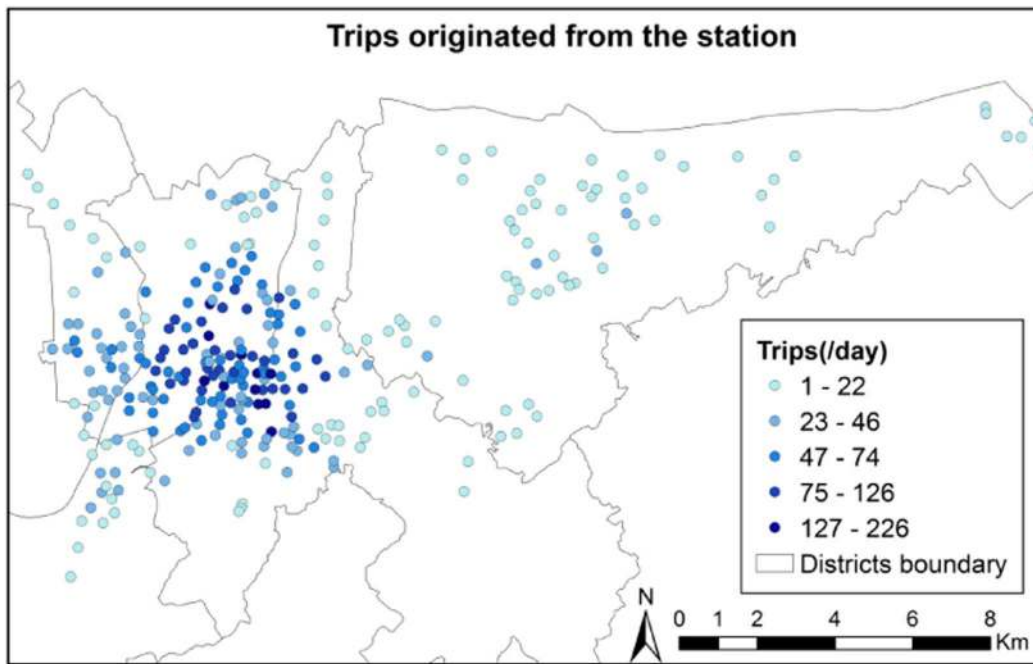 Trips originated from the station
Trips(/day)
1 - 22
23 - 46
47 - 74
75 - 126
127 - 226
Districts boundary
N
0 1 2 4 6 8
Km